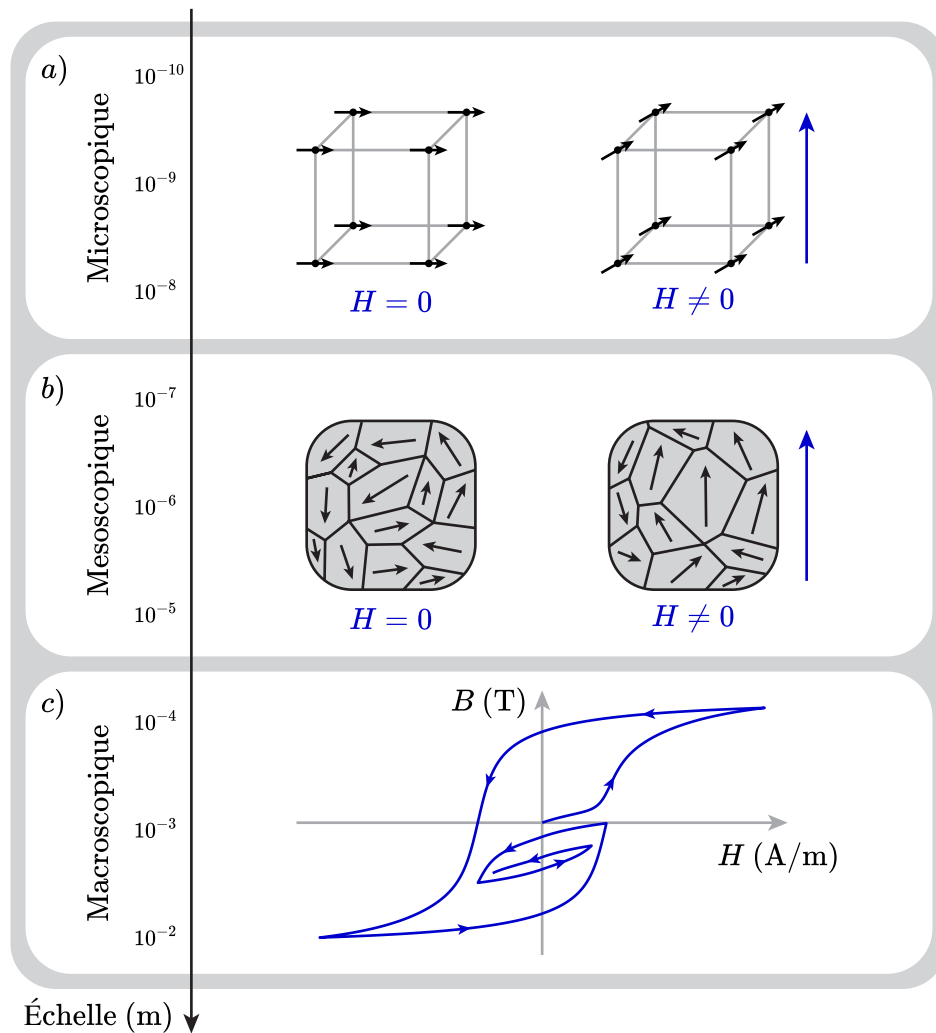 a)
Microscopique
10⁻¹⁰
10⁻⁹
10⁻⁸
H = 0
H ≠ 0
b)
Mesoscopique
10⁻⁷
10⁻⁶
10⁻⁵
H = 0
H ≠ 0
c)
Macroscopique
10⁻⁴
10⁻³
10⁻²
B (T)
H (A/m)
Échelle (m)